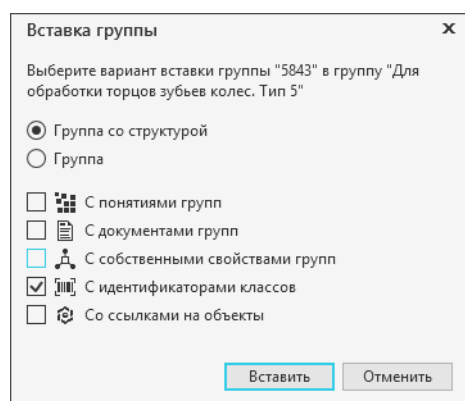 Вставка группы
Выберите вариант вставки группы "5843" в группу "Для
обработки торцов зубьев колес. Тип 5"
Группа со структурой
Группа
С понятиями групп
С документами групп
С собственными свойствами групп
С идентификаторами классов
Со ссылками на объекты
Вставить Отменить